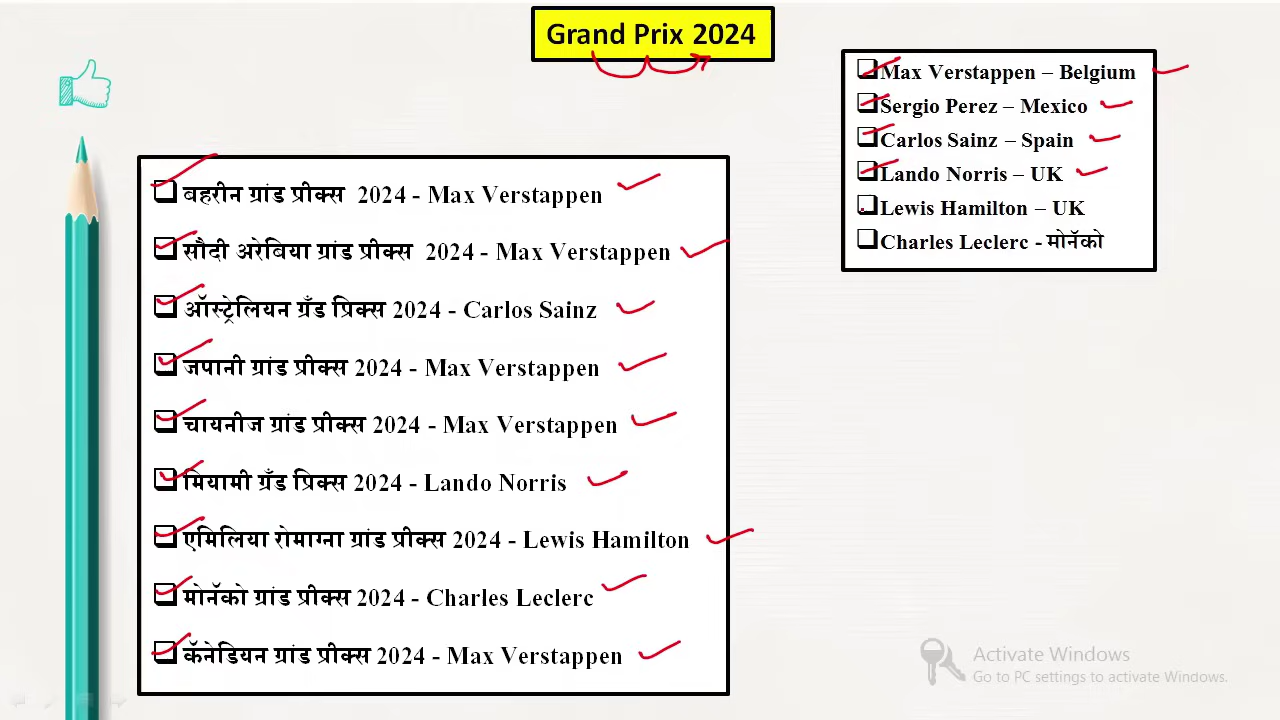 Grand Prix 2024
Max Verstappen – Belgium
Sergio Perez – Mexico
Carlos Sainz – Spain
Lando Norris – UK
Lewis Hamilton – UK
Charles Leclerc - मोनॅको
बहरीन ग्रांड प्रीक्स 2024 - Max Verstappen
सौदी अरेबिया ग्रांड प्रीक्स 2024 - Max Verstappen
ऑस्ट्रेलियन ग्रँड प्रिक्स 2024 - Carlos Sainz
जपानी ग्रांड प्रीक्स 2024 - Max Verstappen
चायनीज ग्रांड प्रीक्स 2024 - Max Verstappen
मियामी ग्रँड प्रिक्स 2024 - Lando Norris
एमिलिया रोमाग्ना ग्रांड प्रीक्स 2024 - Lewis Hamilton
मोनॅको ग्रांड प्रीक्स 2024 - Charles Leclerc
कॅनेडियन ग्रांड प्रीक्स 2024 - Max Verstappen
Activate Windows
Go to PC settings to activate Windows.